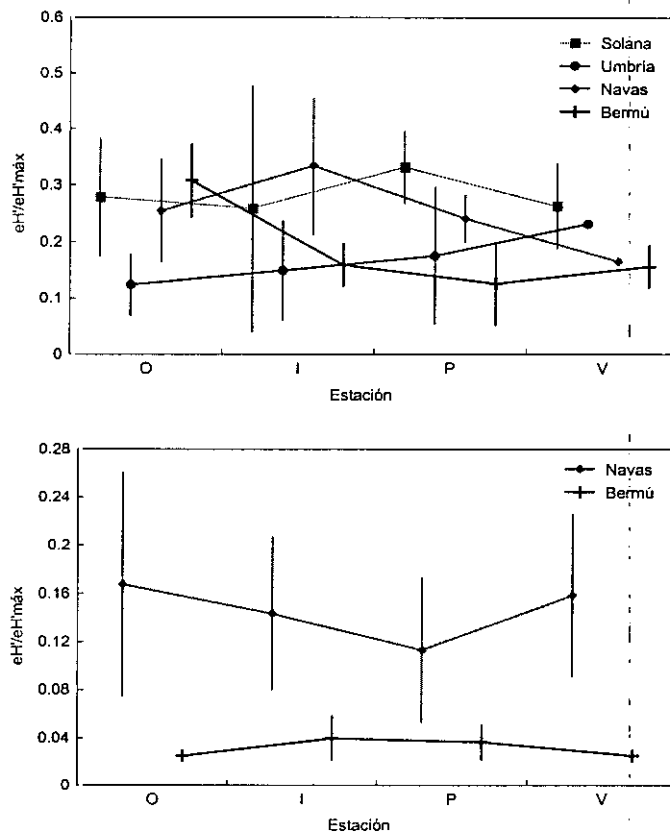 0.6
0.5
0.4
0.3
0.2
0.1
0
eH'/eH'máx
Solana
Umbría
Navas
Bermú
O I P V
Estación
0.28
0.24
0.2
0.16
0.12
0.08
0.04
0
eH'/eH'máx
Navas
Bermú
O I P V
Estación